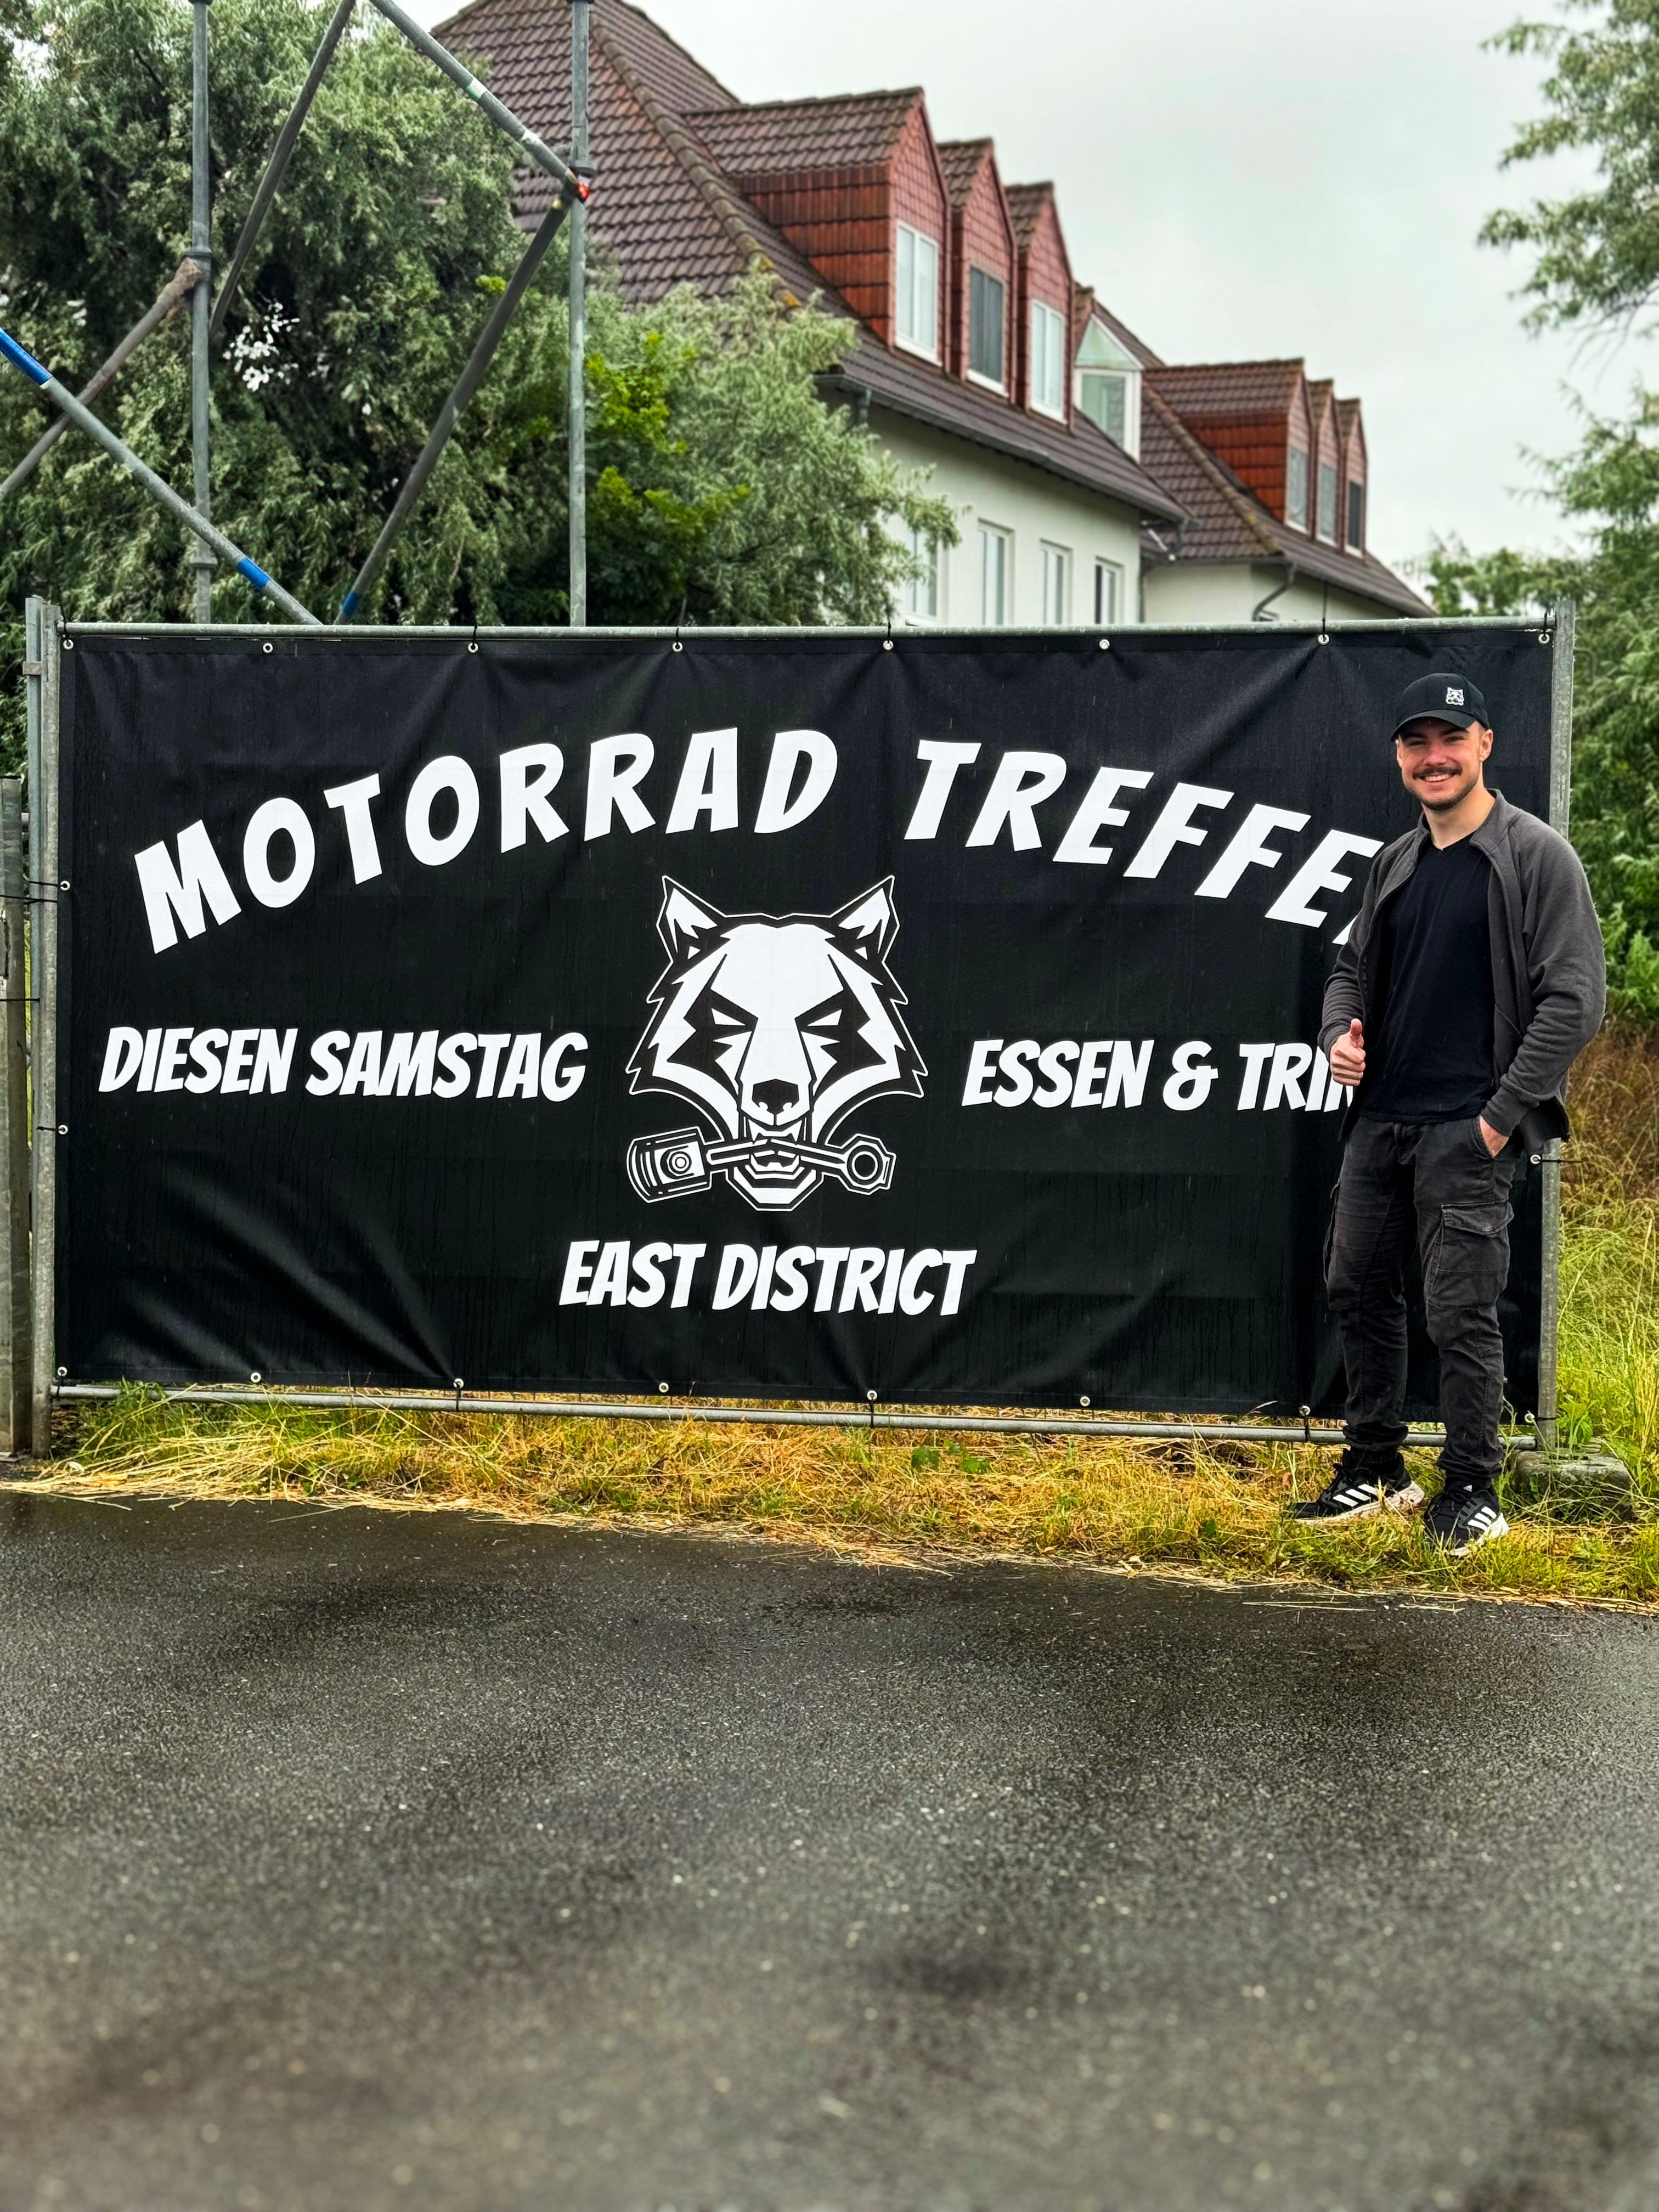 MOTORRAD TREFFE
DIESEN SAMSTAG
ESSEN & TRIN
EAST DISTRICT